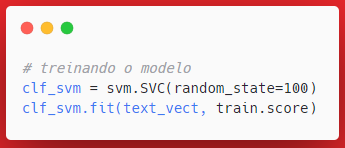 # treinando o modelo
clf_svm = svm.SVC(random_state=100)
clf_svm.fit(text_vect, train.score)